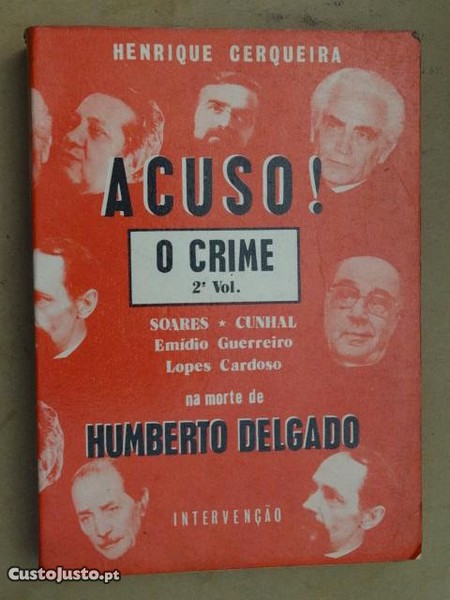 HENRIQUE CERQUEIRA
ACUSO!
O CRIME
2º Vol.
SOARES ★ CUNHAL
Emídio Guerreiro
Lopes Cardoso
na morte de
HUMBERTO DELGADO
INTERVENÇÃO
CustoJusto.pt